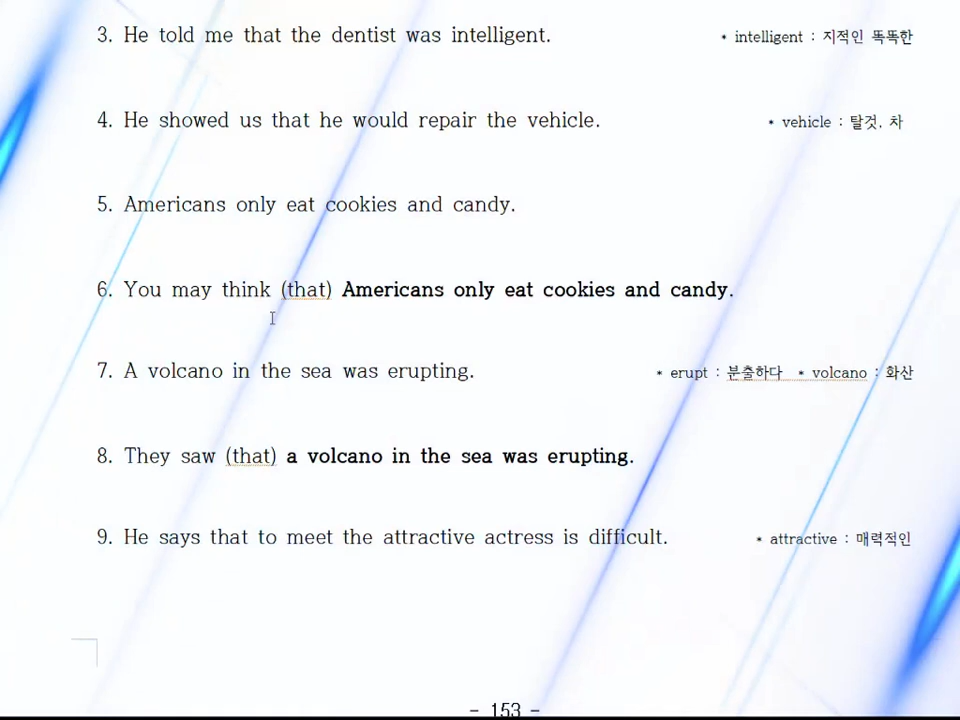 3. He told me that the dentist was intelligent. * intelligent : 지적인 똑똑한
4. He showed us that he would repair the vehicle. * vehicle : 탈것, 차
5. Americans only eat cookies and candy.
6. You may think (that) Americans only eat cookies and candy.
7. A volcano in the sea was erupting. * erupt : 분출하다 * volcano : 화산
8. They saw (that) a volcano in the sea was erupting.
9. He says that to meet the attractive actress is difficult. * attractive : 매력적인
- 153 -